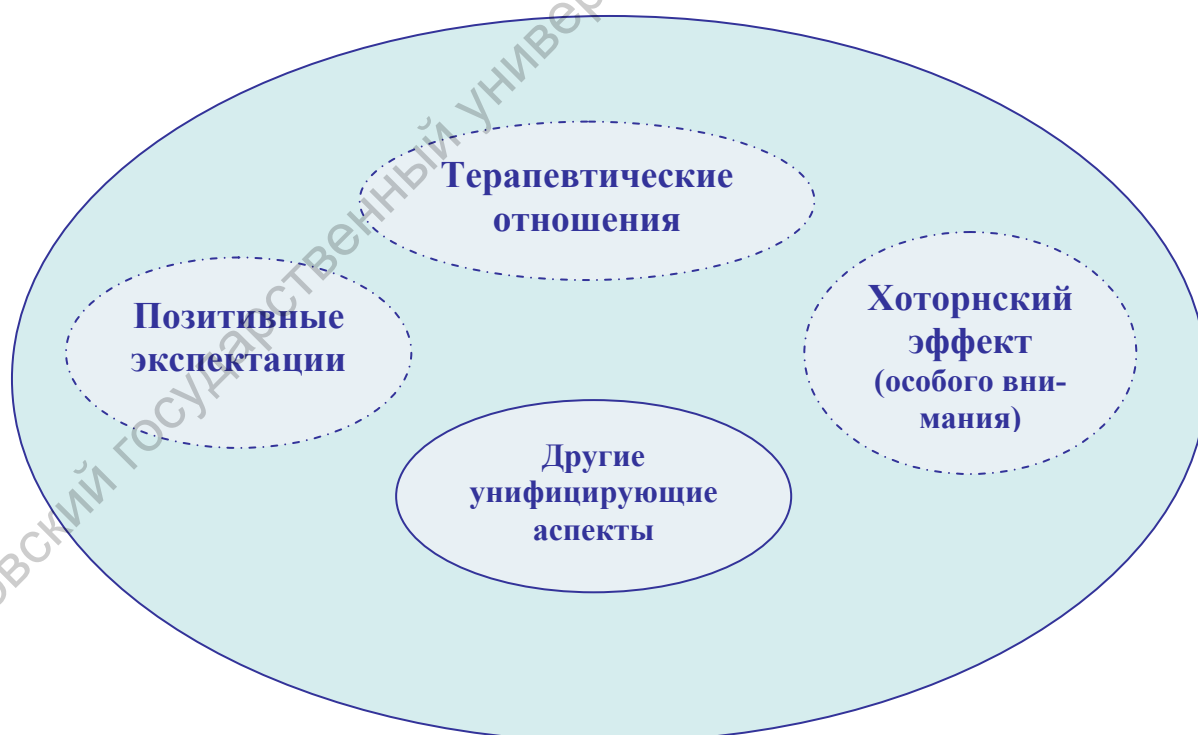 Терапевтические
отношения
Позитивные
экспектации
Хоторнский
эффект
(особого вни-
мания)
Другие
унифицирующие
аспекты
государственный